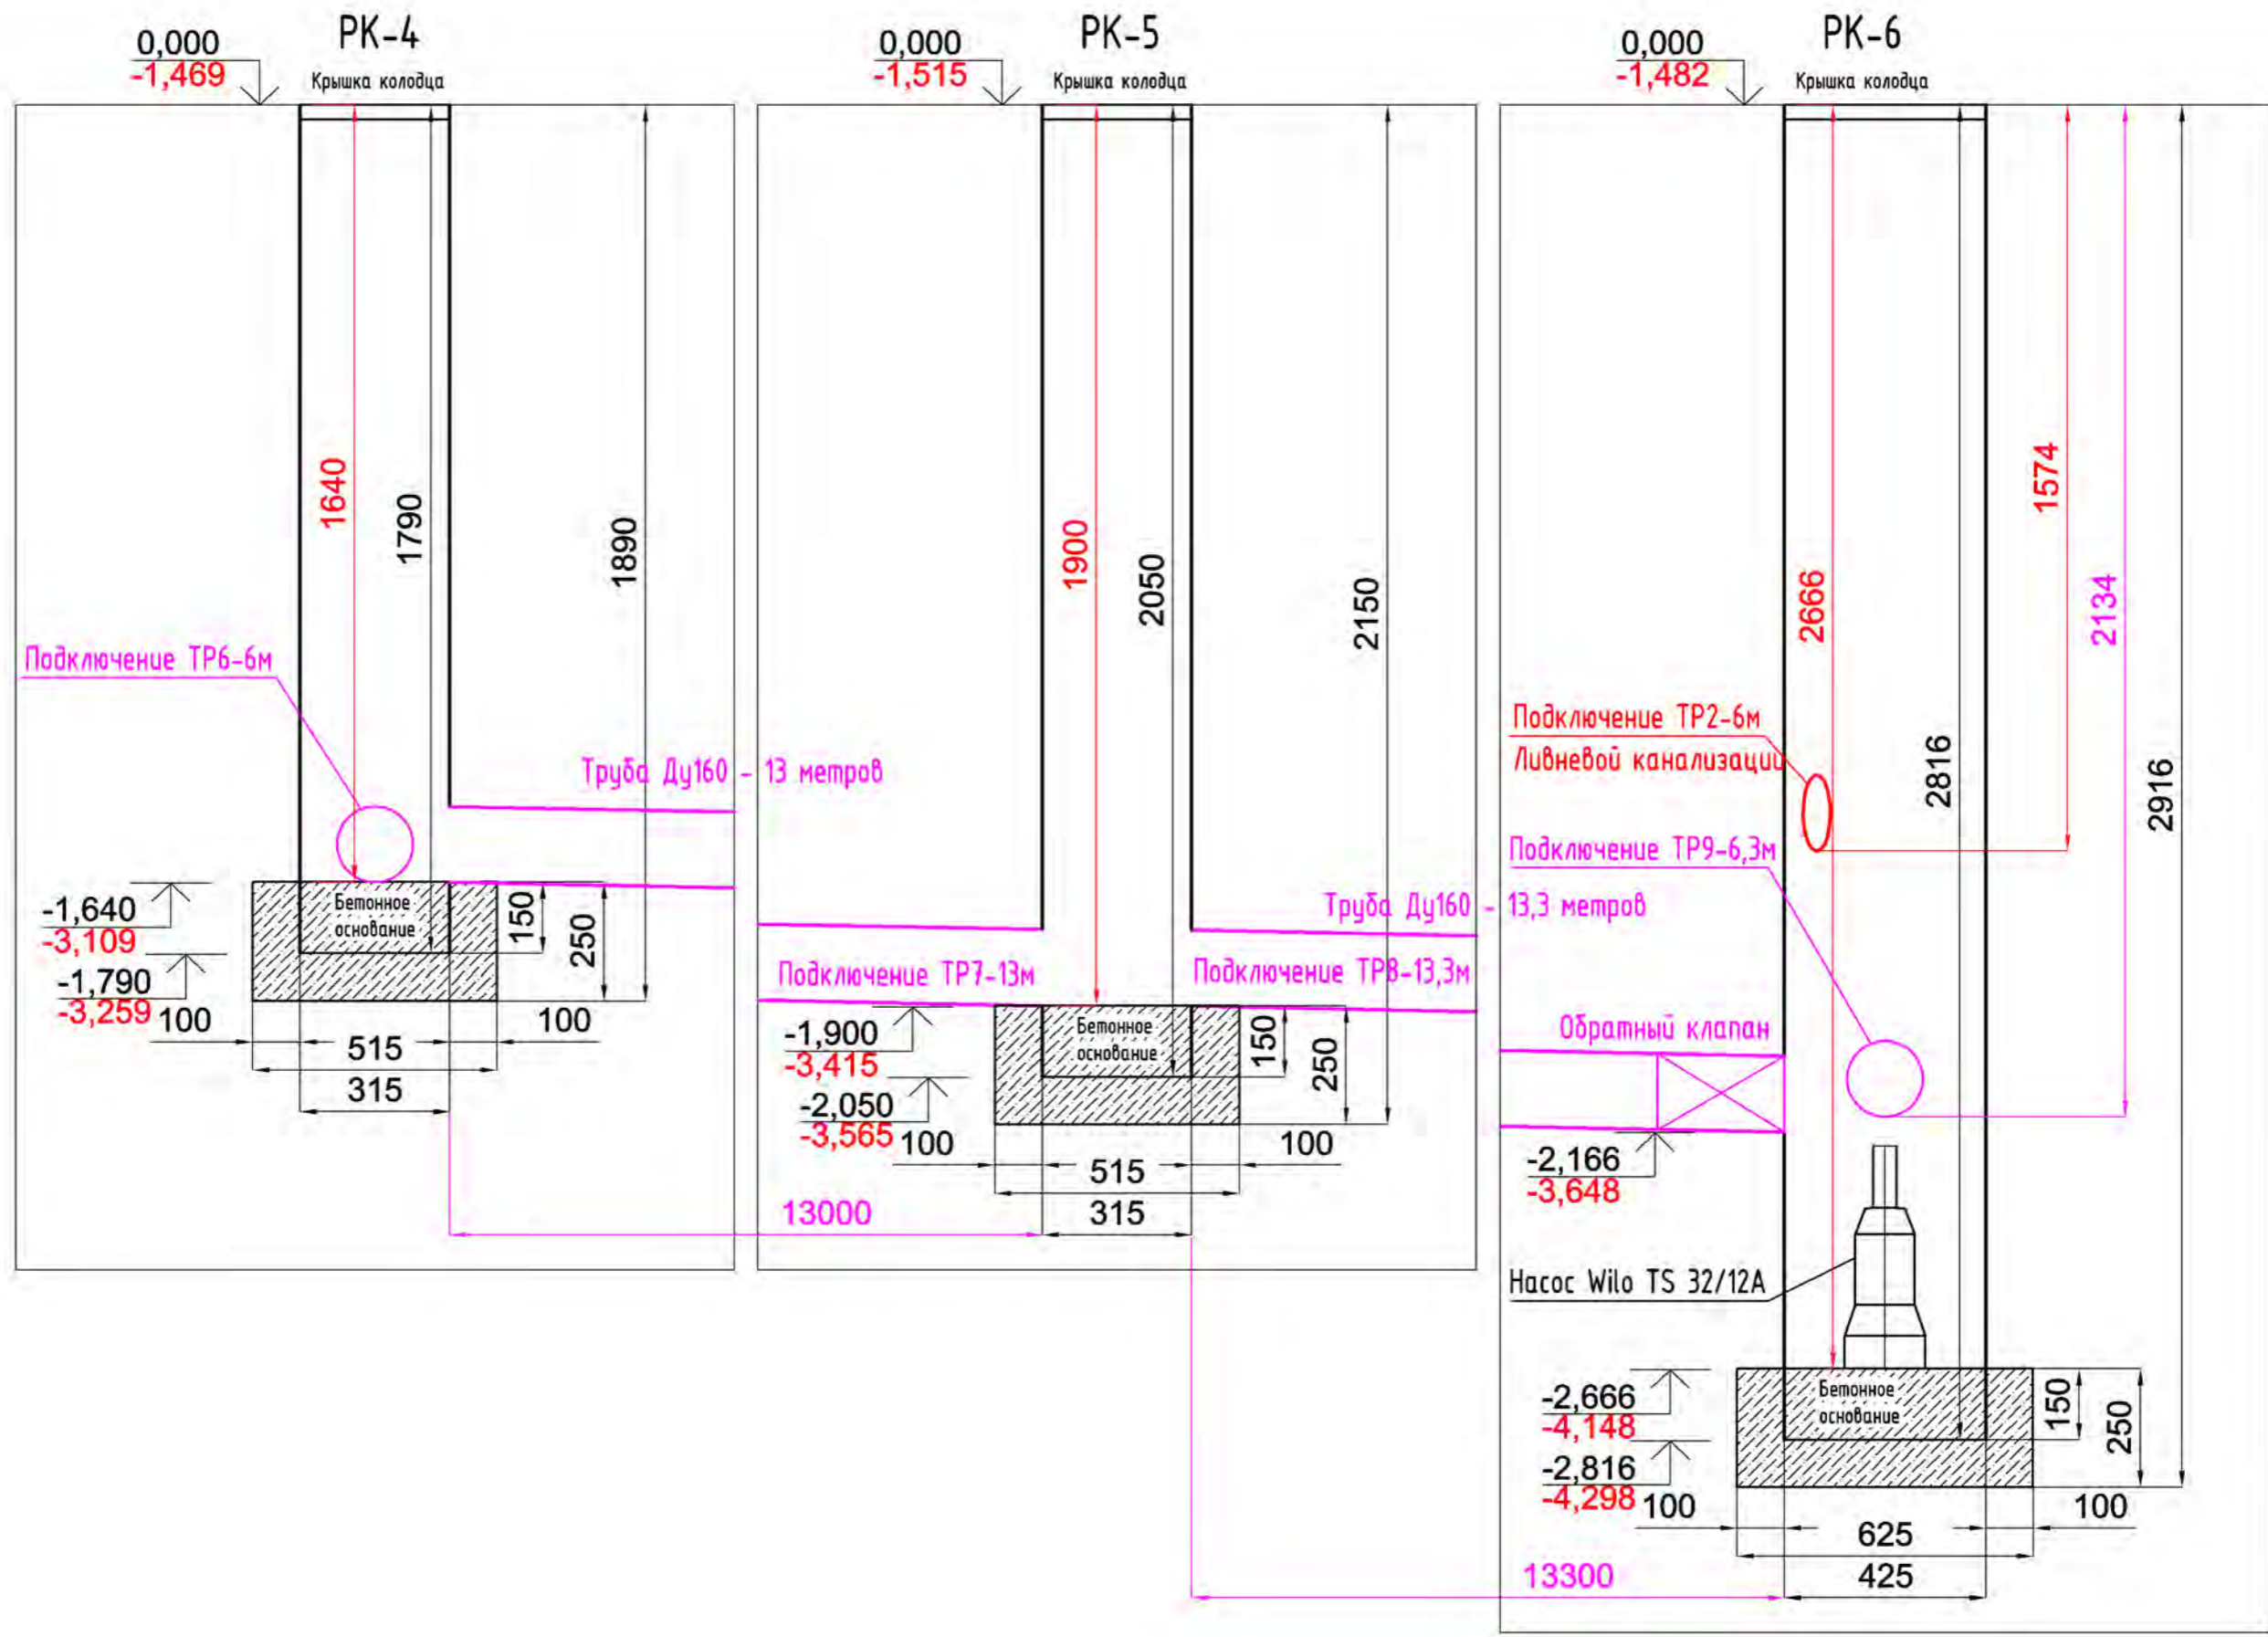 РК-4
0,000
-1,469
Крышка колодца
1640
1790
1890
Подключение ТР6-6м
Труба Ду160 - 13 метров
Бетонное
основание
-1,640
-3,109
-1,790
-3,259
150
250
100
100
515
315
РК-5
0,000
-1,515
Крышка колодца
1900
2050
2150
Труба Ду160 - 13,3 метров
Подключение ТР7-13м
Подключение ТР8-13,3м
Бетонное
основание
-1,900
-3,415
-2,050
-3,565
150
250
100
100
515
315
13000
РК-6
0,000
-1,482
Крышка колодца
1574
2134
2666
2816
2916
Подключение ТР2-6м
Ливневой канализации
Подключение ТР9-6,3м
Обратный клапан
-2,166
-3,648
Насос Wilo TS 32/12A
Бетонное
основание
-2,666
-4,148
-2,816
-4,298
150
250
100
100
625
425
13300